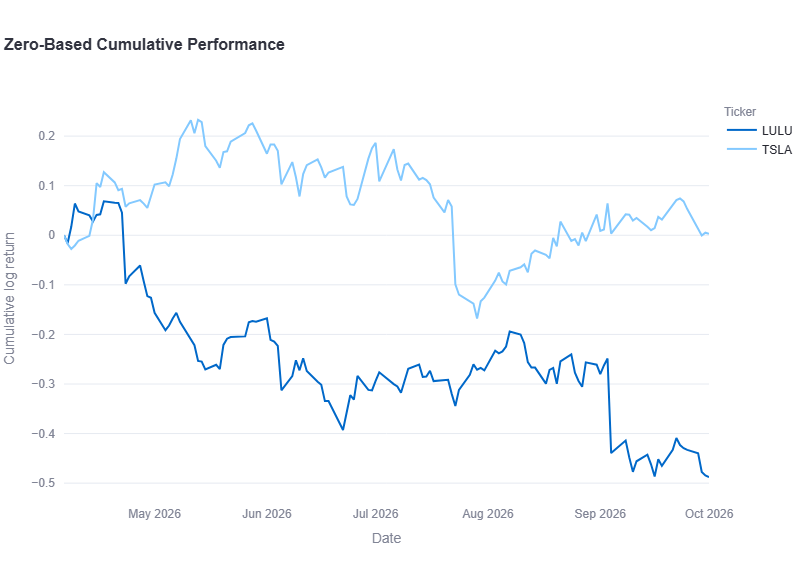 Zero-Based Cumulative Performance
Ticker
LULU
TSLA
Cumulative log return
0.2
0.1
0
−0.1
−0.2
−0.3
−0.4
−0.5
May 2026
Jun 2026
Jul 2026
Aug 2026
Sep 2026
Oct 2026
Date